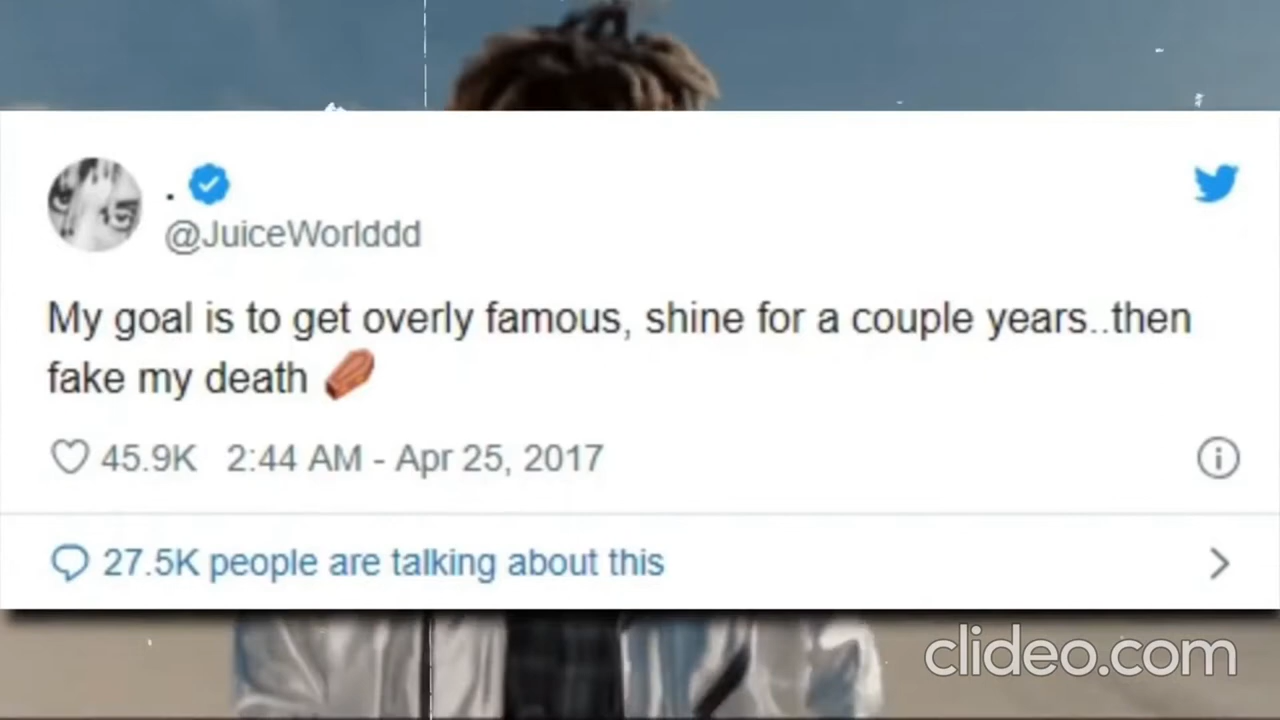 .
@JuiceWorlddd
My goal is to get overly famous, shine for a couple years..then
fake my death ⚰️
45.9K 2:44 AM - Apr 25, 2017
27.5K people are talking about this
clideo.com